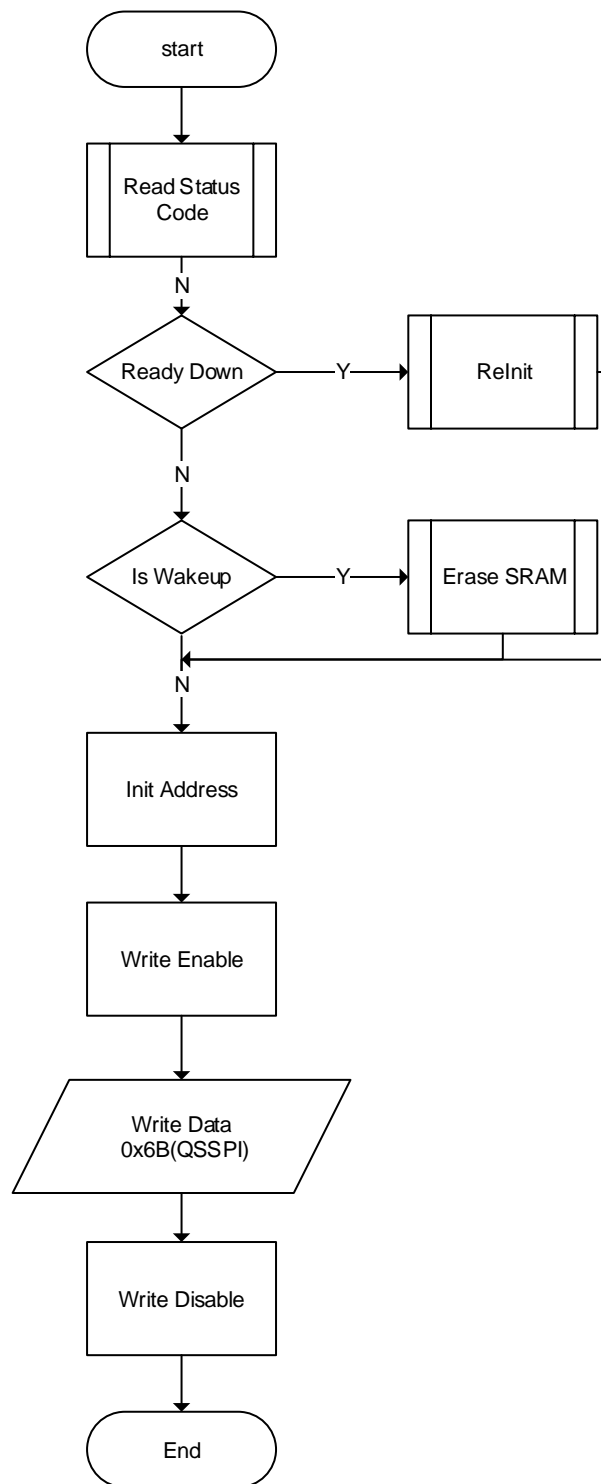 start
Read Status
Code
N
Ready Down
Y
ReInit
N
Is Wakeup
Y
Erase SRAM
N
Init Address
Write Enable
Write Data
0x6B(QSSPI)
Write Disable
End